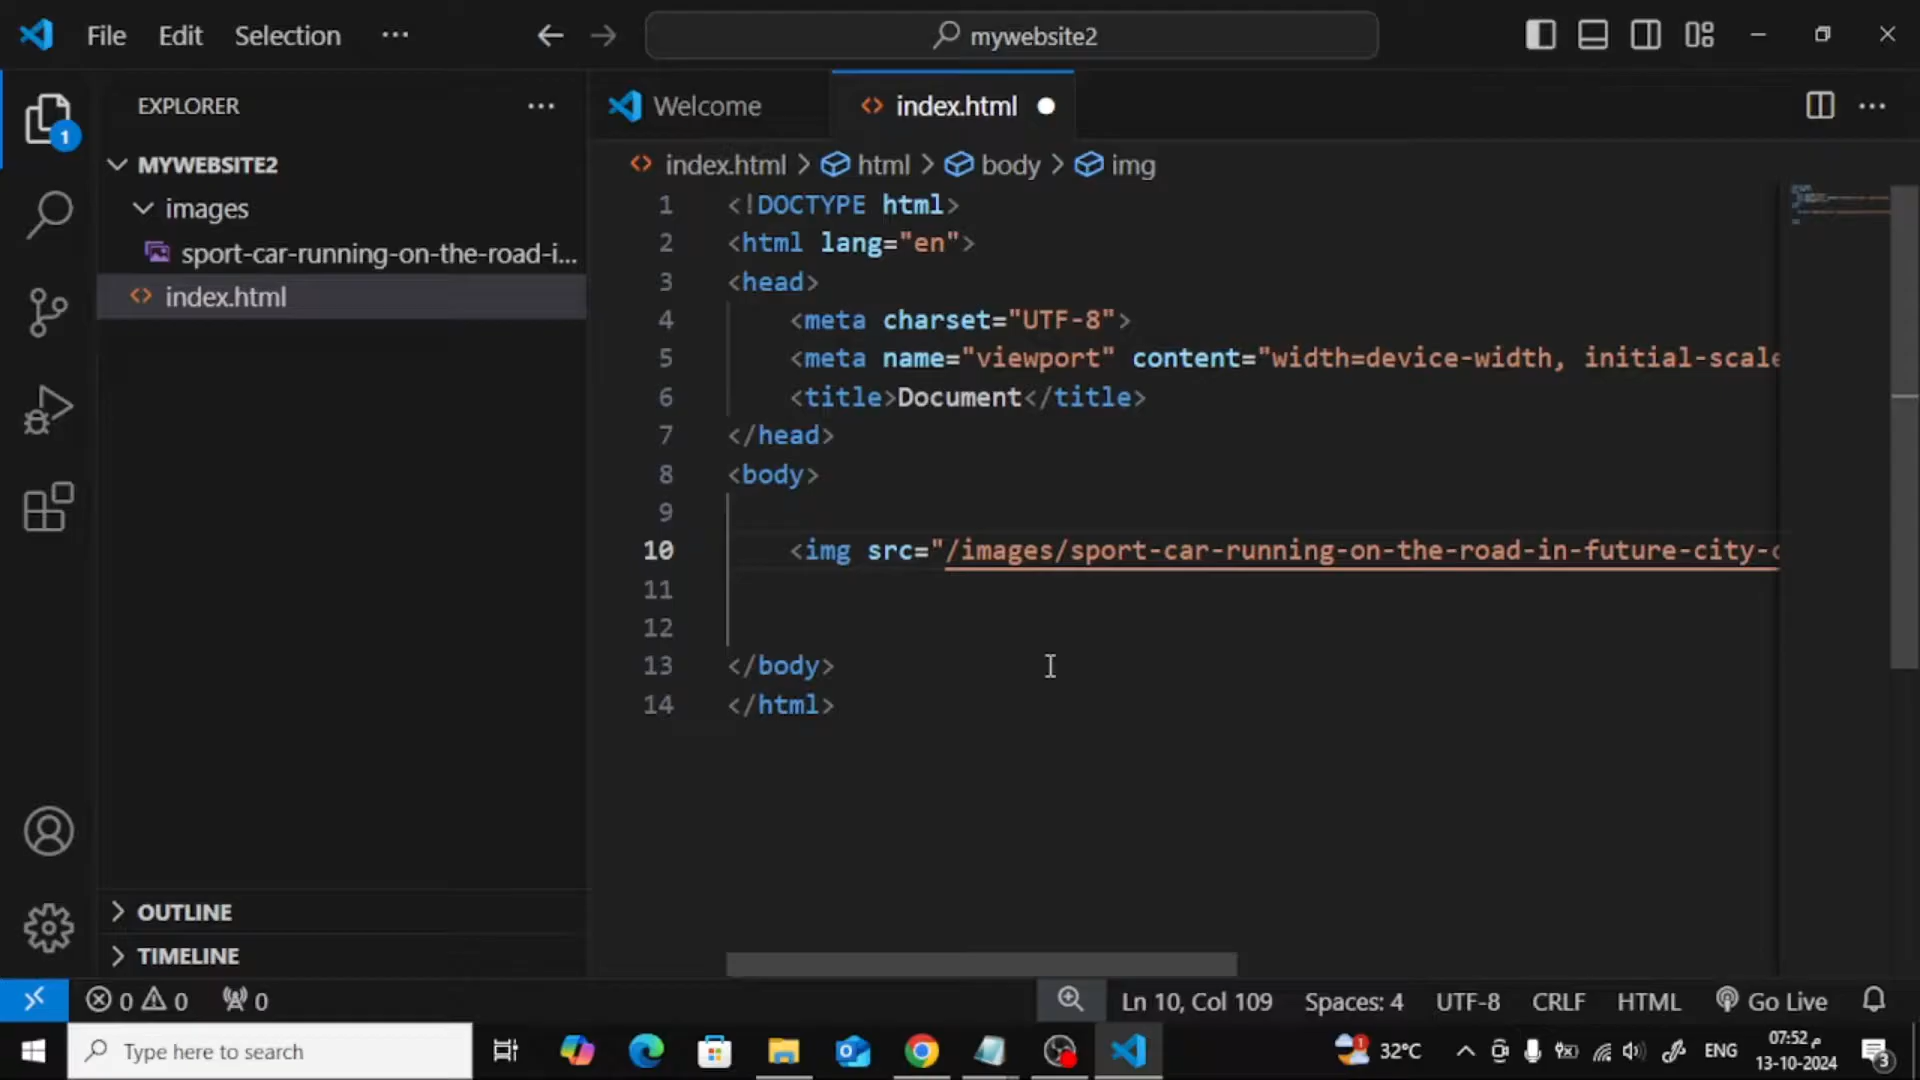 File Edit Selection ··· mywebsite2
EXPLORER ···
Welcome index.html
1
MYWEBSITE2
images
sport-car-running-on-the-road-i...
index.html
index.html > html > body > img
1 <!DOCTYPE html>
2 <html lang="en">
3 <head>
4 <meta charset="UTF-8">
5 <meta name="viewport" content="width=device-width, initial-scale
6 <title>Document</title>
7 </head>
8 <body>
9
10 <img src="/images/sport-car-running-on-the-road-in-future-city-c
11
12
13 </body>
14 </html>
OUTLINE
TIMELINE
0 0 0 Ln 10, Col 109 Spaces: 4 UTF-8 CRLF HTML Go Live
Type here to search 1 32°C ENG 07:52 م
13-10-2024 3